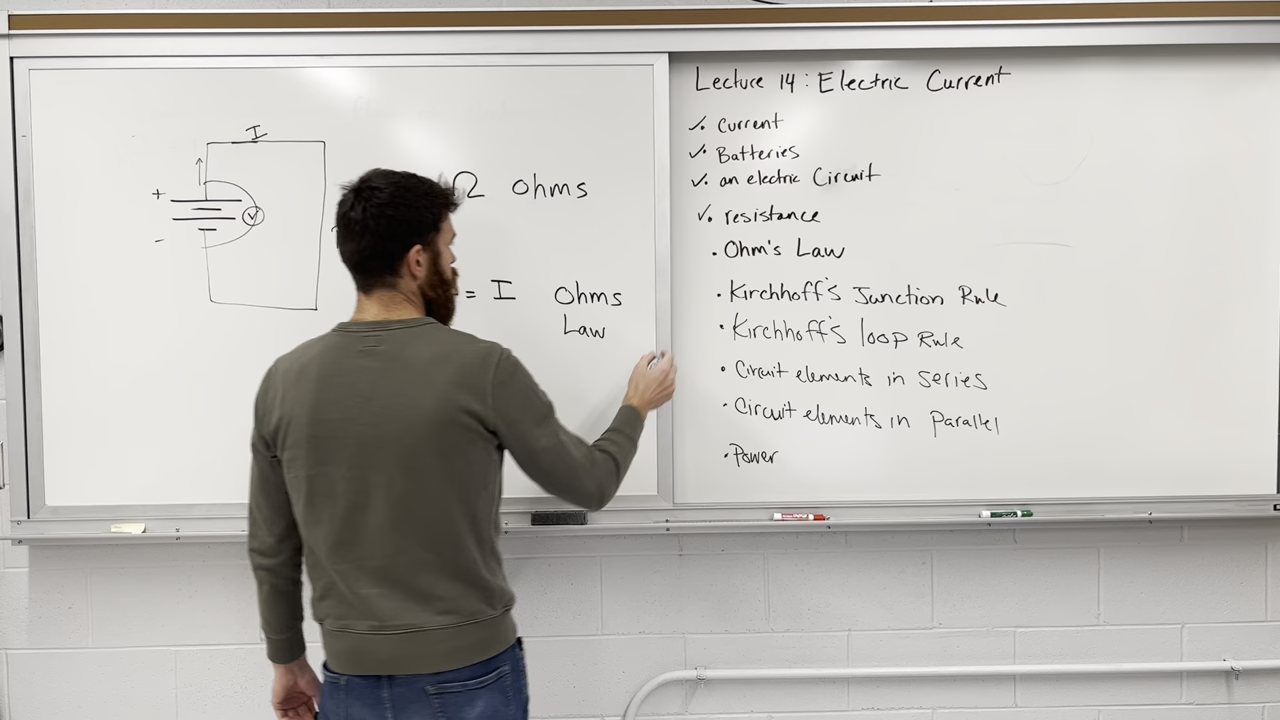 I
+
-
V
Ω ohms
= I Ohms
Law
Lecture 14: Electric Current
✓. Current
✓. Batteries
✓. an electric Circuit
✓. resistance
. Ohm's Law
. Kirchhoff's Junction Rule
. Kirchhoff's loop Rule
. Circuit elements in series
. Circuit elements in Parallel
. Power